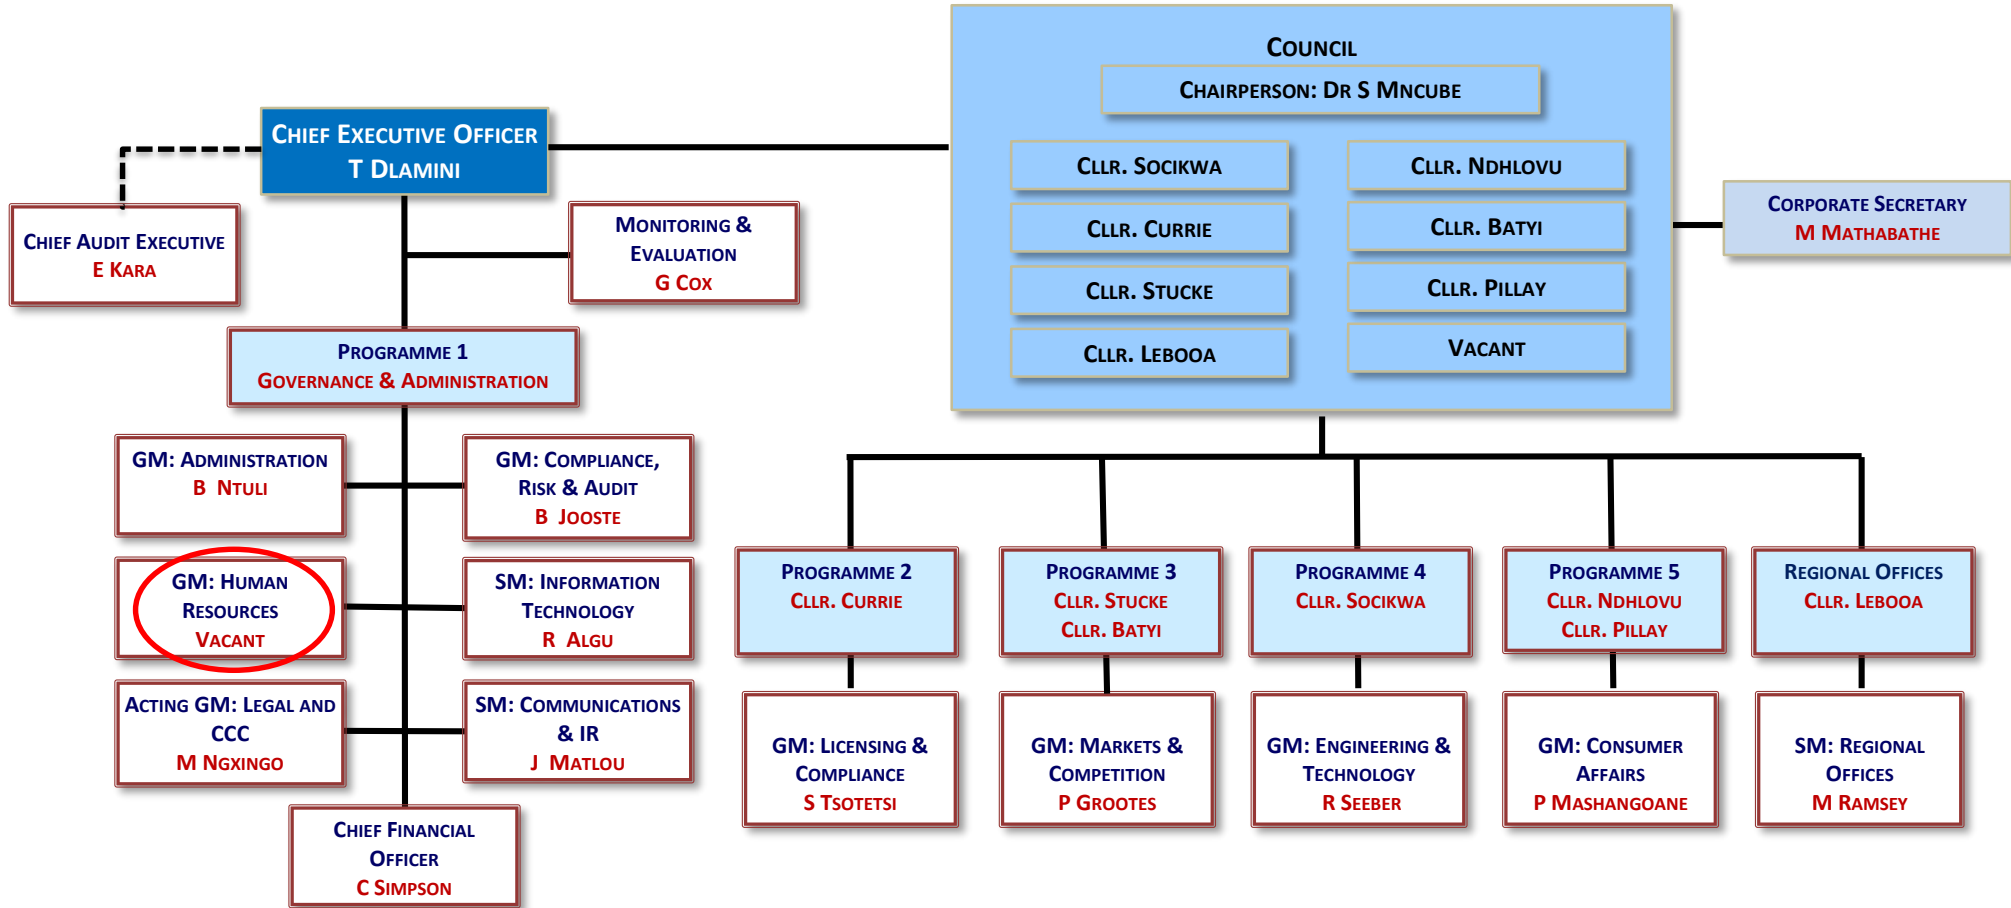 Council
Chairperson: Dr S Mncube
Cllr. Socikwa
Cllr. Ndhlovu
Cllr. Currie
Cllr. Batyi
Cllr. Stucke
Cllr. Pillay
Cllr. Lebooa
Vacant
Chief Executive Officer
T Dlamini
Corporate Secretary
M Mathabathe
Chief Audit Executive
E Kara
Monitoring &
Evaluation
G Cox
Programme 1
Governance & Administration
GM: Administration
B Ntuli
GM: Compliance,
Risk & Audit
B Jooste
GM: Human
Resources
Vacant
SM: Information
Technology
R Algu
Acting GM: Legal and
CCC
M Ngxingo
SM: Communications
& IR
J Matlou
Chief Financial
Officer
C Simpson
Programme 2
Cllr. Currie
Programme 3
Cllr. Stucke
Cllr. Batyi
Programme 4
Cllr. Socikwa
Programme 5
Cllr. Ndhlovu
Cllr. Pillay
Regional Offices
Cllr. Lebooa
GM: Licensing &
Compliance
S Tsotetsi
GM: Markets &
Competition
P Grootes
GM: Engineering &
Technology
R Seeber
GM: Consumer
Affairs
P Mashangoane
SM: Regional
Offices
M Ramsey